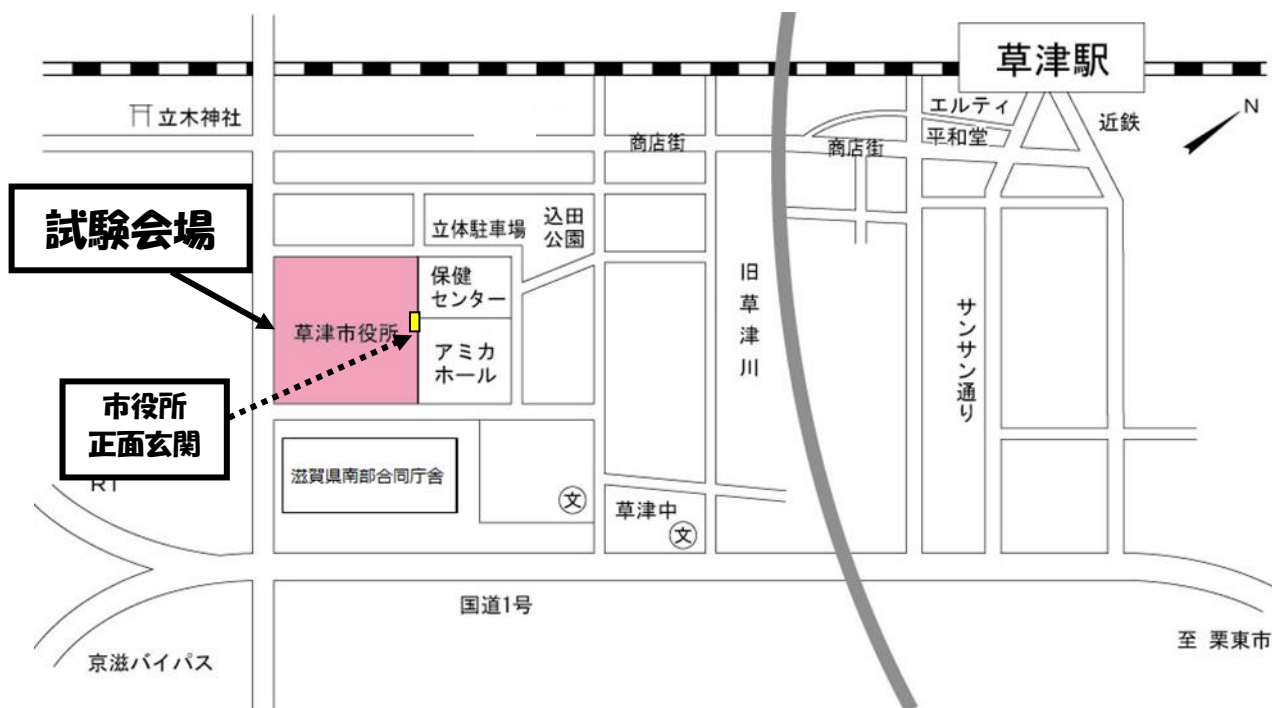 草津駅
エルティ
平和堂
近鉄
N
立木神社
商店街
商店街
試験会場
立体駐車場
込田
公園
保健
センター
草津市役所
アミカ
ホール
旧草津川
サンサン通り
市役所
正面玄関
R1
滋賀県南部合同庁舎
文
草津中
文
国道1号
至 栗東市
京滋バイパス